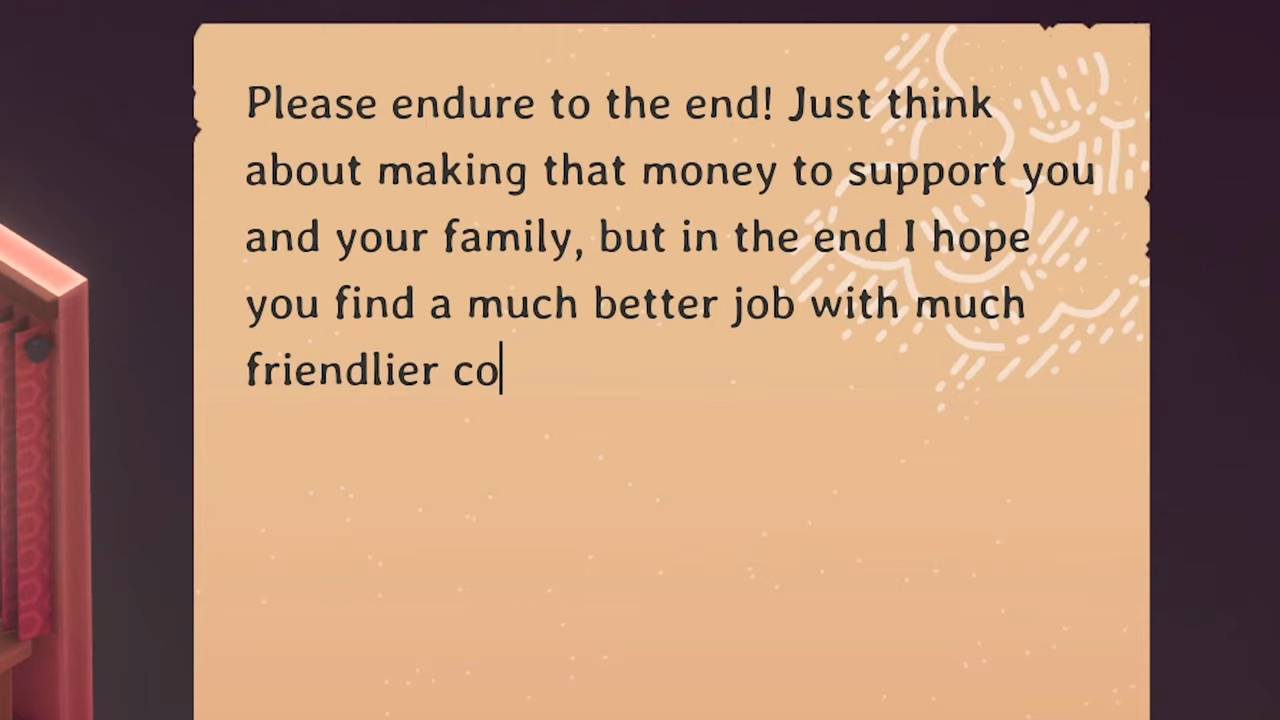 Please endure to the end! Just think
about making that money to support you
and your family, but in the end I hope
you find a much better job with much
friendlier co